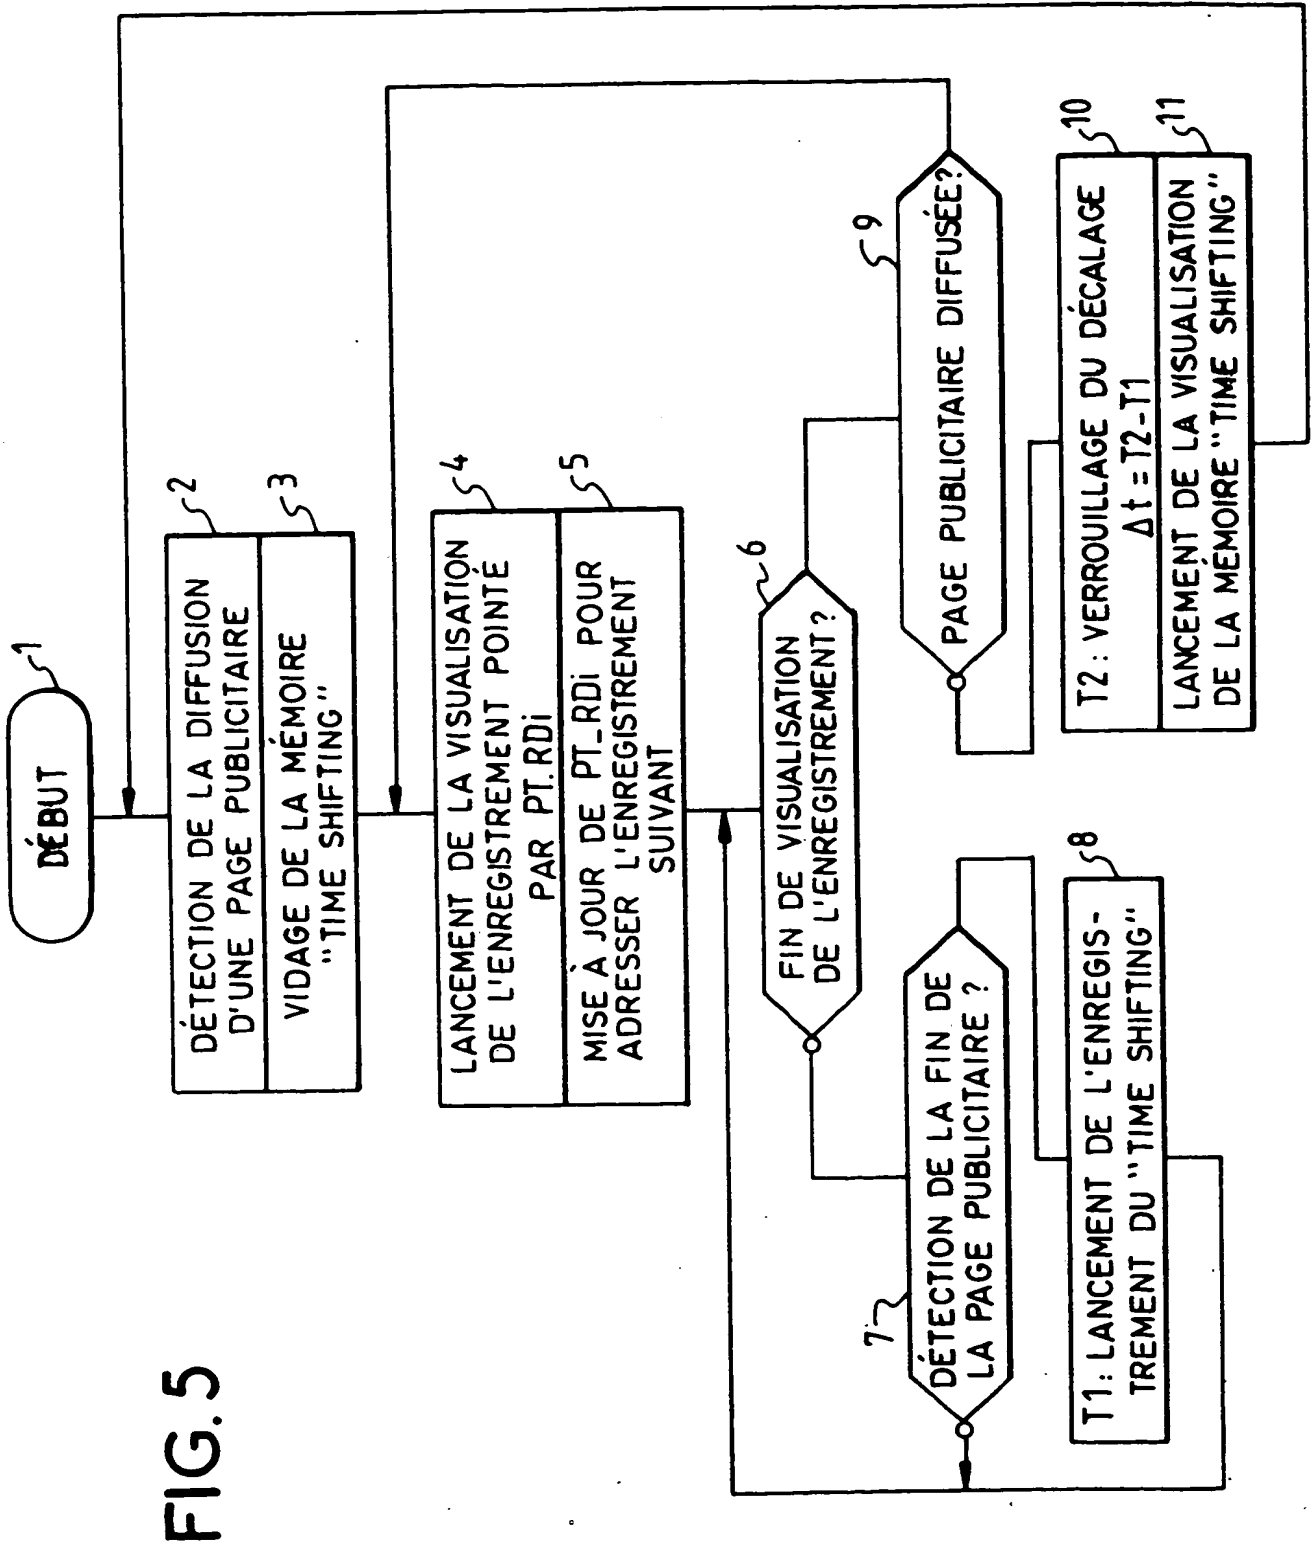 DÉBUT
1
DÉTECTION DE LA DIFFUSION
D'UNE PAGE PUBLICITAIRE
2
VIDAGE DE LA MÉMOIRE
"TIME SHIFTING"
3
LANCEMENT DE LA VISUALISATION
DE L'ENREGISTREMENT POINTÉ
PAR PT.RDi
4
MISE À JOUR DE PT_RDi POUR
ADRESSER L'ENREGISTREMENT
SUIVANT
5
FIN DE VISUALISATION
DE L'ENREGISTREMENT?
6
7
DÉTECTION DE LA FIN DE
LA PAGE PUBLICITAIRE ?
T1: LANCEMENT DE L'ENREGIS-
TREMENT DU "TIME SHIFTING"
8
PAGE PUBLICITAIRE DIFFUSÉE?
9
T2: VERROUILLAGE DU DÉCALAGE
Δt = T2-T1
10
LANCEMENT DE LA VISUALISATION
DE LA MEMOIRE "TIME SHIFTING"
11
FIG.5